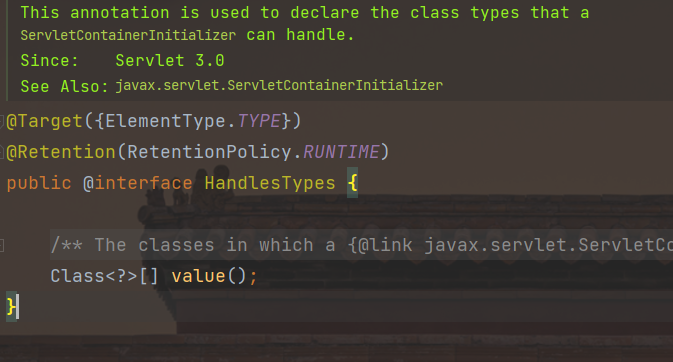 This annotation is used to declare the class types that a
ServletContainerInitializer can handle.
Since: Servlet 3.0
See Also: javax.servlet.ServletContainerInitializer
@Target({ElementType.TYPE})
@Retention(RetentionPolicy.RUNTIME)
public @interface HandlesTypes {
/** The classes in which a {@link javax.servlet.ServletCo
Class<?>[] value();
}